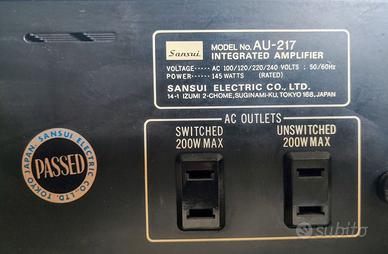 Sansui
MODEL NO. AU-217
INTEGRATED AMPLIFIER
VOLTAGE ······ AC 100/120/220/240 VOLTS : 50/60Hz
POWER ········ 145 WATTS (RATED)
SANSUI ELECTRIC CO., LTD.
14-1 IZUMI 2-CHOME, SUGINAMI-KU, TOKYO 168, JAPAN
AC OUTLETS
SWITCHED
200W MAX
UNSWITCHED
200W MAX
SANSUI ELECTRIC CO. LTD. TOKYO JAPAN.
PASSED
subito